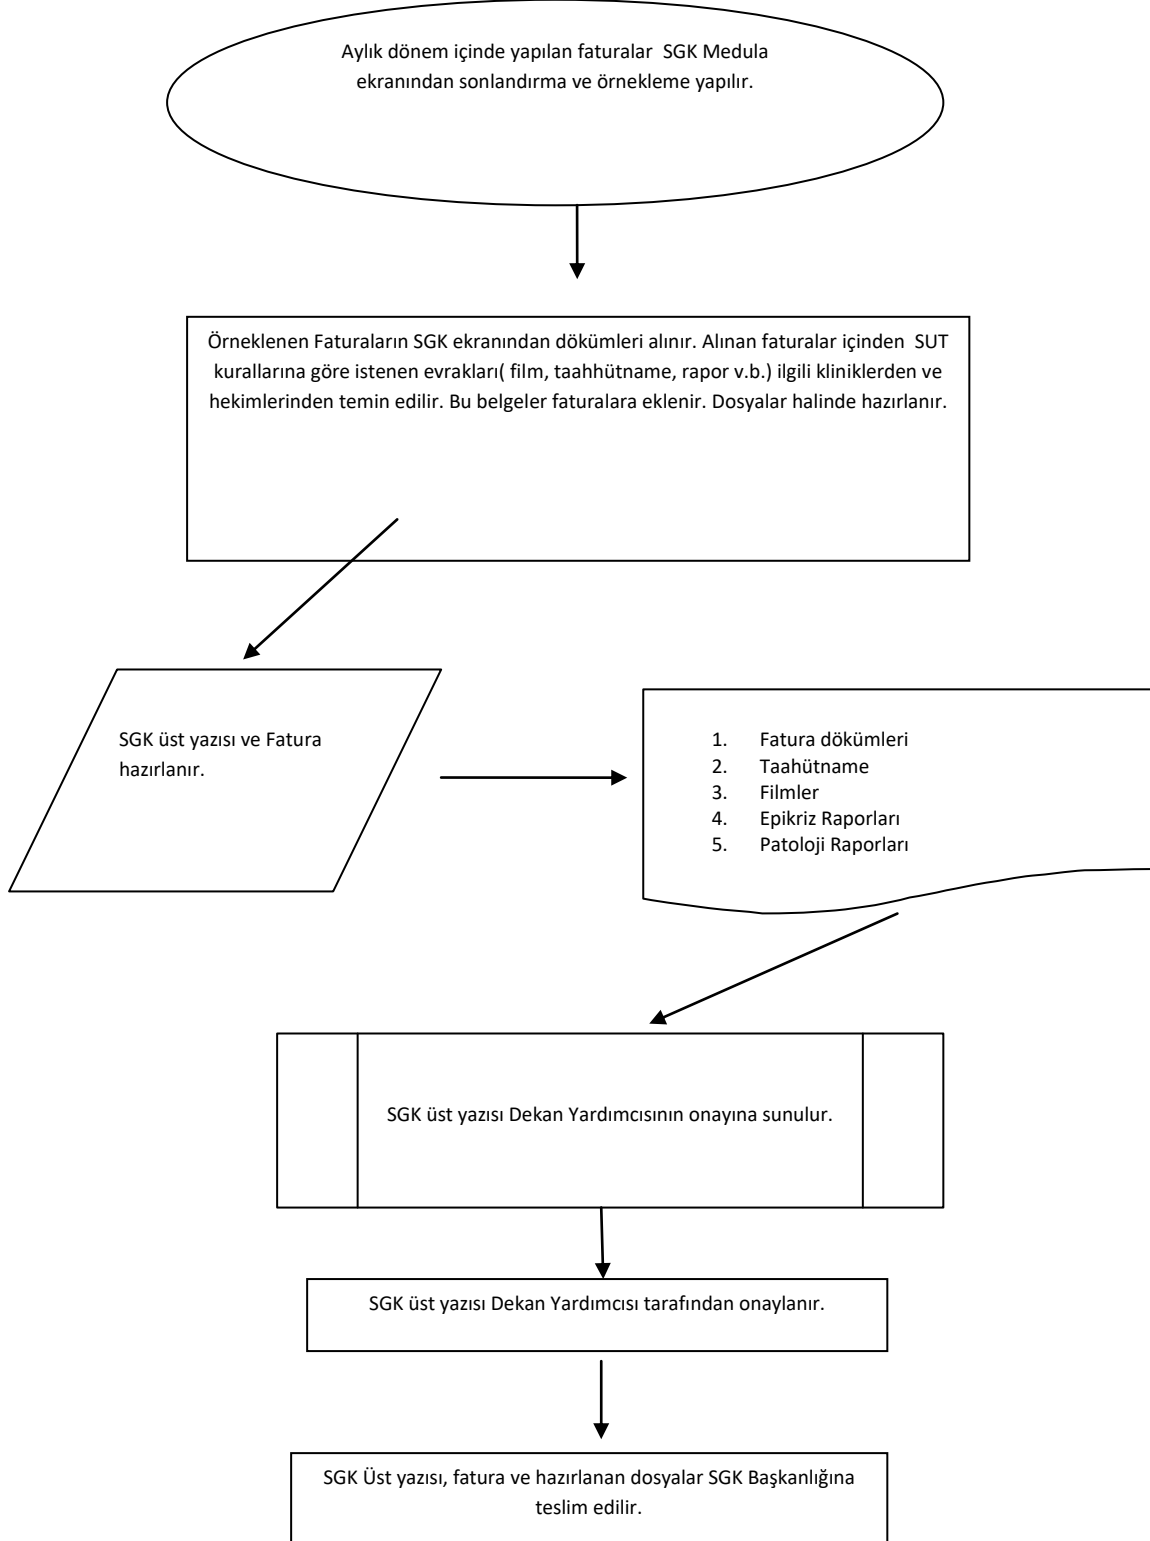 Aylık dönem içinde yapılan faturalar  SGK Medula
ekranından sonlandırma ve örnekleme yapılır.
Örneklenen Faturaların SGK ekranından dökümleri alınır. Alınan faturalar içinden  SUT
kurallarına göre istenen evrakları( film, taahhütname, rapor v.b.) ilgili kliniklerden ve
hekimlerinden temin edilir. Bu belgeler faturalara eklenir. Dosyalar halinde hazırlanır.
SGK üst yazısı ve Fatura
hazırlanır.
1. Fatura dökümleri
2. Taahütname
3. Filmler
4. Epikriz Raporları
5. Patoloji Raporları
SGK üst yazısı Dekan Yardımcısının onayına sunulur.
SGK üst yazısı Dekan Yardımcısı tarafından onaylanır.
SGK Üst yazısı, fatura ve hazırlanan dosyalar SGK Başkanlığına
teslim edilir.